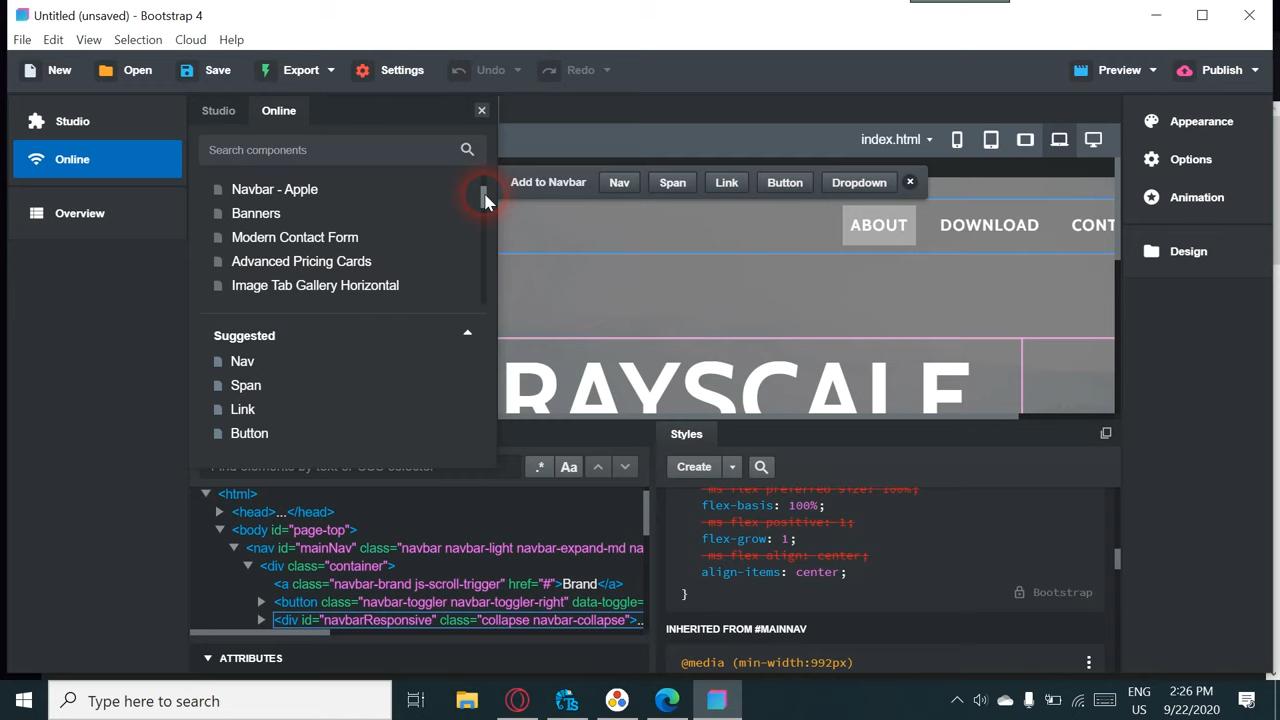 Untitled (unsaved) - Bootstrap 4
File Edit View Selection Cloud Help
New Open Save Export Settings Undo Redo Preview Publish
Studio
Online
Overview
Studio Online
Search components
Navbar - Apple
Banners
Modern Contact Form
Advanced Pricing Cards
Image Tab Gallery Horizontal
Suggested
Nav
Span
Link
Button
index.html
Add to Navbar Nav Span Link Button Dropdown
ABOUT DOWNLOAD CONT
RAYSCALE
Appearance
Options
Animation
Design
.* Aa
<html>
<head>...</head>
<body id="page-top">
<nav id="mainNav" class="navbar navbar-light navbar-expand-md na
<div class="container">
<a class="navbar-brand js-scroll-trigger" href="#">Brand</a>
<button class="navbar-toggler navbar-toggler-right" data-toggle=
<div id="navbarResponsive" class="collapse navbar-collapse">...
ATTRIBUTES
Styles
Create
-ms-flex-preferred-size: 100%;
flex-basis: 100%;
-ms-flex-positive: 1;
flex-grow: 1;
-ms-flex-align: center;
align-items: center;
}
Bootstrap
INHERITED FROM #MAINNAV
@media (min-width:992px)
Type here to search
ENG
US
2:26 PM
9/22/2020